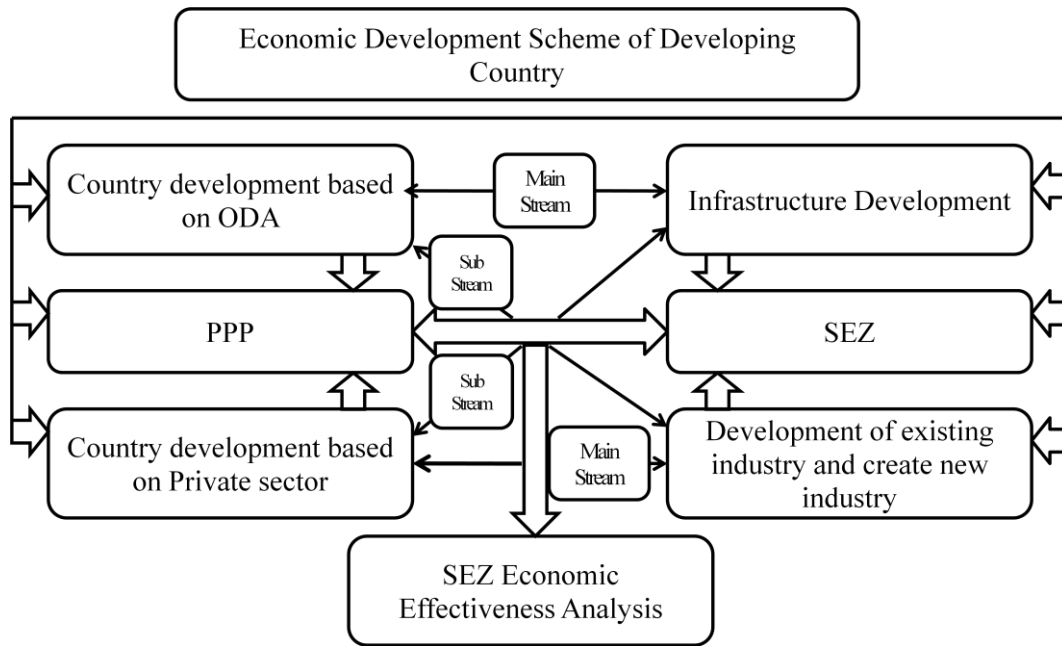 Economic Development Scheme of Developing
Country
Country development based
on ODA
Main
Stream
Infrastructure Development
Sub
Stream
PPP
SEZ
Sub
Stream
Country development based
on Private sector
Main
Stream
Development of existing
industry and create new
industry
SEZ Economic
Effectiveness Analysis